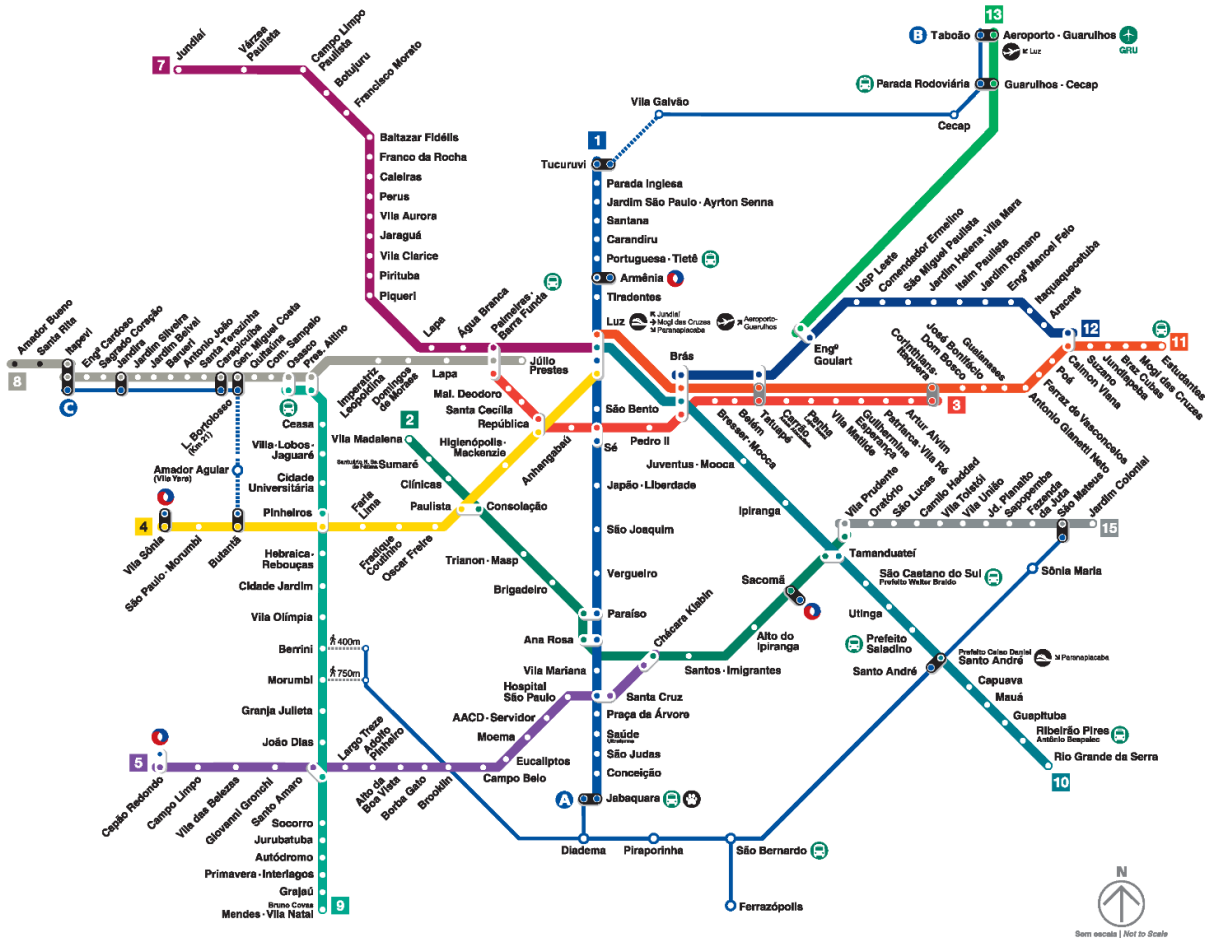 13
B
Taboão
Aeroporto - Guarulhos
GRU
Luz
Parada Rodoviária
Guarulhos - Cecap
Vila Galvão
Cecap
7
Jundiaí
Várzea
Paulista
Campo Limpo
Paulista
Botujuru
Francisco Morato
Baltazar Fidélis
Franco da Rocha
Caieiras
Perus
Vila Aurora
Jaraguá
Vila Clarice
Pirituba
Piqueri
Lapa
Água Branca
Palmeiras -
Barra Funda
1
Tucuruvi
Parada Inglesa
Jardim São Paulo - Ayrton Senna
Santana
Carandiru
Portuguesa - Tietê
Armênia
Tiradentes
Luz
Jundiaí
Mogi das Cruzes
Paranapiacaba
Aeroporto-
Guarulhos
São Bento
Sé
Japão - Liberdade
São Joaquim
Vergueiro
Paraíso
Ana Rosa
Vila Mariana
Santa Cruz
Praça da Árvore
Saúde
São Judas
Conceição
A
Jabaquara
Diadema
Piraporinha
São Bernardo
Ferrazópolis
USP Leste
Comendador Ermelino
São Miguel Paulista
Jardim Helena - Vila Mara
Itaim Paulista
Jardim Romano
Engº Manoel Feio
Itaquaquecetuba
Aracaré
12
Engº
Goulart
Brás
11
Estudantes
Mogi das Cruzes
Braz Cubas
Jundiapeba
Suzano
Calmon Viana
Poá
Ferraz de Vasconcelos
Antonio Gianetti Neto
Guaianases
José Bonifácio
Dom Bosco
Corinthians-
Itaquera
3
Artur Alvim
Patriarca - Vila Ré
Guilhermina -
Esperança
Vila Matilde
Penha
Carrão
Tatuapé
Belém
Bresser - Mooca
Pedro II
Anhangabaú
República
Santa Cecília
Mal. Deodoro
8
Amador Bueno
Santa Rita
Itapevi
Engº Cardoso
Sagrado Coração
Jandira
Jardim Silveira
Jardim Belval
Barueri
Antonio João
Santa Terezinha
Carapicuíba
Gen. Miguel Costa
Quitaúna
Com. Sampaio
Osasco
Pres. Altino
Imperatriz
Leopoldina
Domingos
de Moraes
Lapa
Júlio
Prestes
C
L. Bortolosso
(Km 21)
Amador Aguiar
(Vila Yara)
Ceasa
Villa-Lobos -
Jaguaré
Cidade
Universitária
Pinheiros
Hebraica -
Rebouças
Cidade Jardim
Vila Olímpia
Berrini
400m
Morumbi
750m
Granja Julieta
João Dias
Santo Amaro
Socorro
Jurubatuba
Autódromo
Primavera - Interlagos
Grajaú
Bruno Covas
Mendes - Vila Natal
9
4
Vila Sônia
São Paulo - Morumbi
Butantã
Faria
Lima
Fradique
Coutinho
Oscar Freire
Paulista
Higienópolis -
Mackenzie
2
Vila Madalena
Sumaré
Clínicas
Consolação
Trianon - Masp
Brigadeiro
Chácara Klabin
Santos - Imigrantes
Alto do
Ipiranga
Sacomã
Tamanduateí
Vila Prudente
Oratório
São Lucas
Camilo Haddad
Vila Tolstói
Vila União
Jd. Planalto
Sapopemba
Fazenda
da Juta
São Mateus
Jardim Colonial
15
Sônia Maria
Juventus - Mooca
Ipiranga
São Caetano do Sul
Prefeito Walter Braido
Utinga
Prefeito
Saladino
Santo André
Prefeito Celso Daniel
Santo André
Paranapiacaba
Capuava
Mauá
Guapituba
Ribeirão Pires
Antônio Bespalec
Rio Grande da Serra
10
5
Capão Redondo
Campo Limpo
Vila das Belezas
Giovanni Gronchi
Largo Treze
Adolfo
Pinheiro
Alto da
Boa Vista
Borba Gato
Brooklin
Campo Belo
Eucaliptos
Moema
AACD - Servidor
Hospital
São Paulo
N
Sem escala | Not to Scale